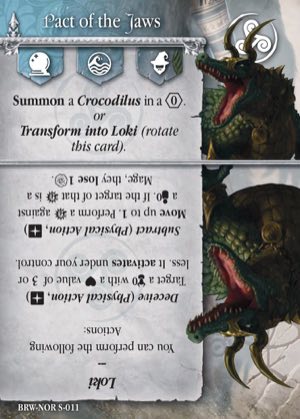 Pact of the Jaws
Summon a Crocodilus in a 0.
or
Transform into Loki (rotate
this card).
Loki
–
You can perform the following
Actions:
Deceive (Physical Action, )
Target a with a value of 3 or
less. It activates under your control.
Subtract (Physical Action, )
Move up to 1. Perform a against
a 0. If the target of that is a
Mage, they lose 1 .
BRW-NOR S-011